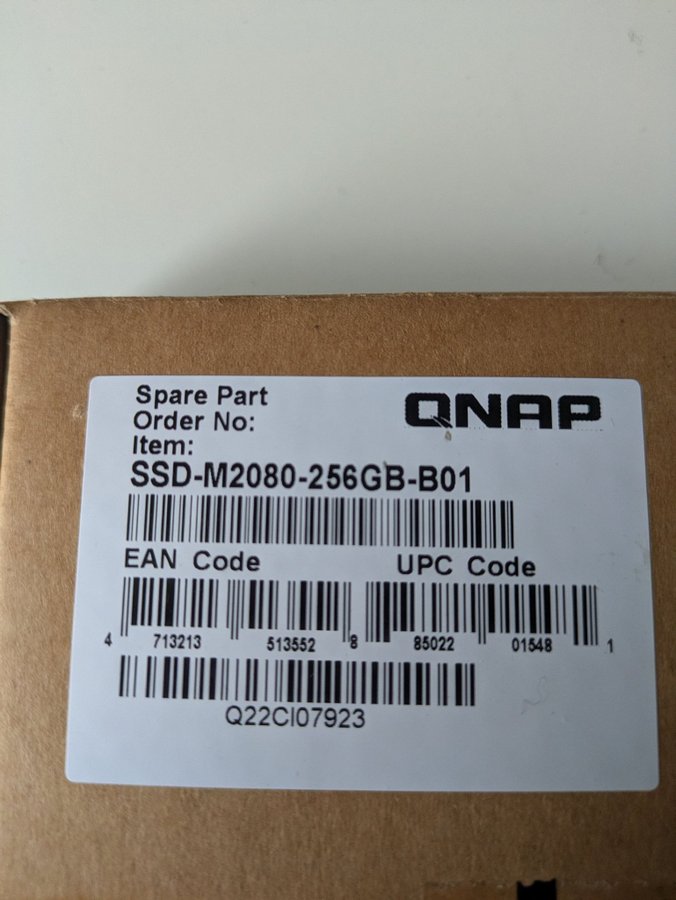 Spare Part
QNAP
Order No:
Item:
SSD-M2080-256GB-B01
EAN Code
UPC Code
4 713213 513552
8 85022 01548 1
Q22CI07923